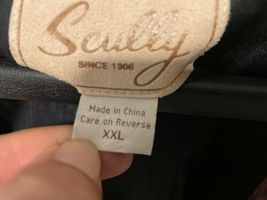 Scully
SINCE 1906
Made in China
Care on Reverse
XXL